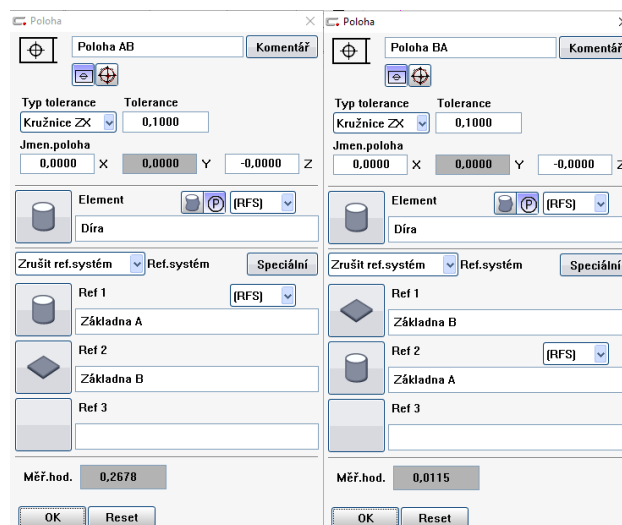 Poloha
Poloha AB
Komentář
Typ tolerance Tolerance
Kružnice ZX 0,1000
Jmen.poloha
0,0000 X 0,0000 Y -0,0000 Z
Element P (RFS)
Díra
Zrušit ref.systém Ref.systém Speciální
Ref 1 (RFS)
Základna A
Ref 2
Základna B
Ref 3
Měř.hod. 0,2678
OK Reset
Poloha
Poloha BA
Komentář
Typ tolerance Tolerance
Kružnice ZX 0,1000
Jmen.poloha
0,0000 X 0,0000 Y -0,0000 Z
Element P (RFS)
Díra
Zrušit ref.systém Ref.systém Speciální
Ref 1
Základna B
Ref 2 (RFS)
Základna A
Ref 3
Měř.hod. 0,0115
OK Reset